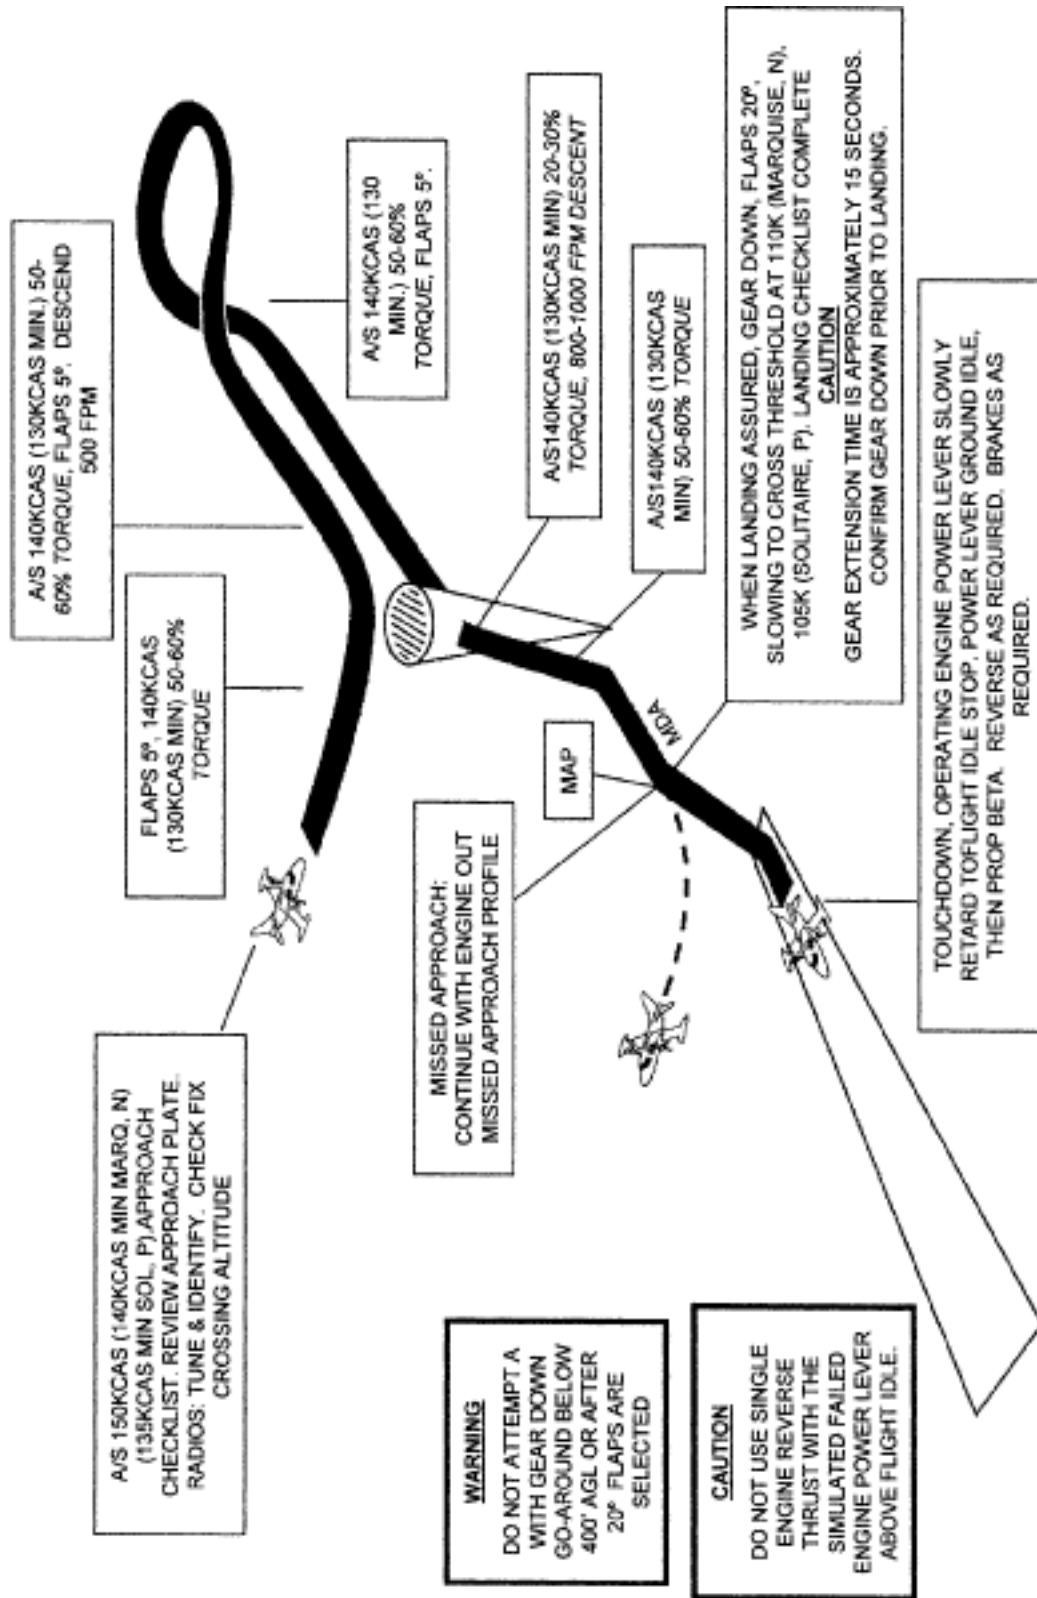 A/S 150KCAS (140KCAS MIN MARQ, N)
(135KCAS MIN SOL, P).APPROACH
CHECKLIST. REVIEW APPROACH PLATE.
RADIOS: TUNE & IDENTIFY. CHECK FIX
CROSSING ALTITUDE
FLAPS 5º, 140KCAS
(130KCAS MIN) 50-60%
TORQUE
A/S 140KCAS (130KCAS MIN.) 50-
60% TORQUE, FLAPS 5º. DESCEND
500 FPM
A/S 140KCAS (130
MIN.) 50-60%
TORQUE, FLAPS 5º.
A/S140KCAS (130KCAS MIN) 20-30%
TORQUE, 800-1000 FPM DESCENT
A/S140KCAS (130KCAS
MIN) 50-60% TORQUE
MISSED APPROACH:
CONTINUE WITH ENGINE OUT
MISSED APPROACH PROFILE
MAP
MDA
WHEN LANDING ASSURED, GEAR DOWN, FLAPS 20º,
SLOWING TO CROSS THRESHOLD AT 110K (MARQUISE, N),
105K (SOLITAIRE, P). LANDING CHECKLIST COMPLETE
CAUTION
GEAR EXTENSION TIME IS APPROXIMATELY 15 SECONDS.
CONFIRM GEAR DOWN PRIOR TO LANDING.
TOUCHDOWN, OPERATING ENGINE POWER LEVER SLOWLY
RETARD TOFLIGHT IDLE STOP. POWER LEVER GROUND IDLE,
THEN PROP BETA. REVERSE AS REQUIRED. BRAKES AS
REQUIRED.
WARNING
DO NOT ATTEMPT A
WITH GEAR DOWN
GO-AROUND BELOW
400' AGL OR AFTER
20º FLAPS ARE
SELECTED
CAUTION
DO NOT USE SINGLE
ENGINE REVERSE
THRUST WITH THE
SIMULATED FAILED
ENGINE POWER LEVER
ABOVE FLIGHT IDLE.